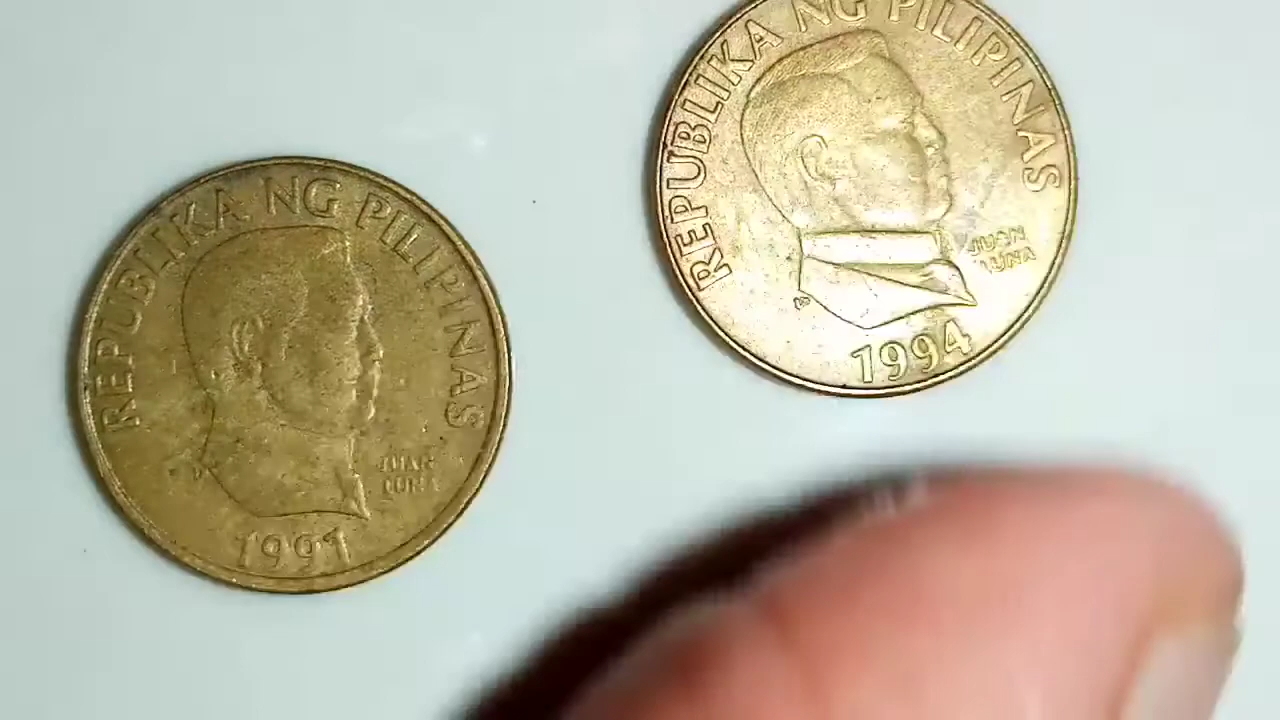 REPUBLIKA NG PILIPINAS
JUAN
LUNA
1991
REPUBLIKA NG PILIPINAS
JUAN
LUNA
1994